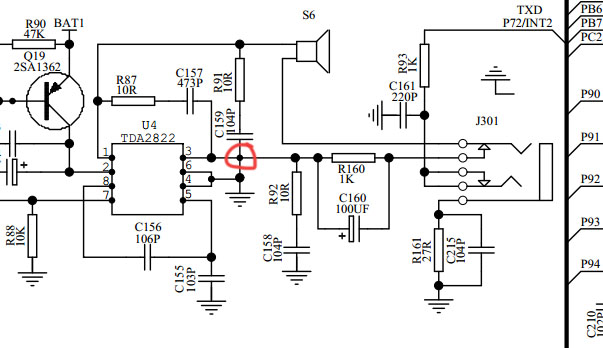 R90
47K
BAT1
Q19
2SA1362
R87
10R
C157
473P
R91
10R
C159
104P
S6
TXD
P72/INT2
PB6
PB7
PC2
R93
1K
C161
220P
P90
J301
P91
U4
TDA2822
1
2
8
7
3
6
4
5
R160
1K
R92
10R
C160
100UF
+
+
P92
R88
10K
C156
106P
C155
103P
C158
104P
R161
27R
C215
104P
P93
P94
C210